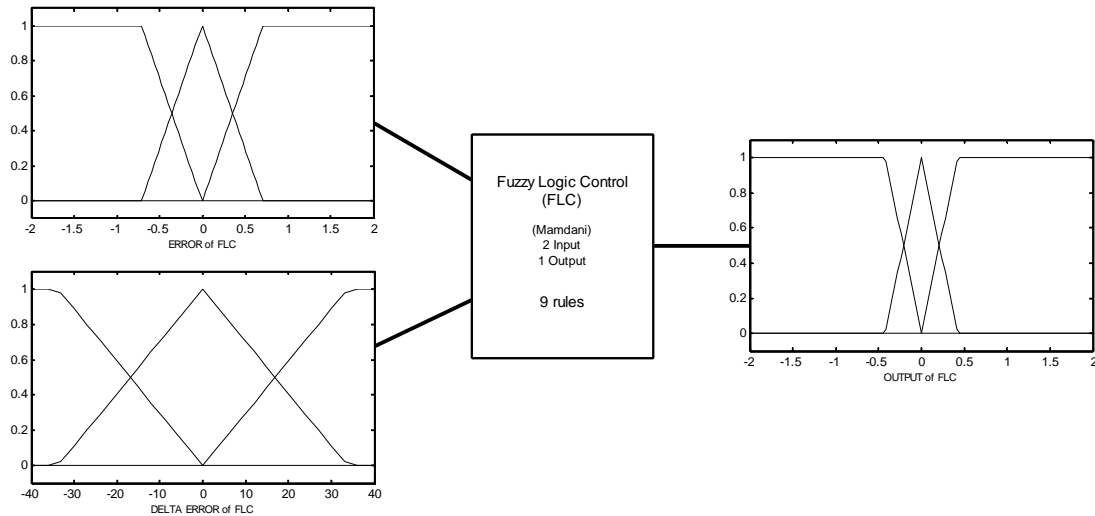 1
0.8
0.6
0.4
0.2
0
-2 -1.5 -1 -0.5 0 0.5 1 1.5 2
ERROR of FLC
1
0.8
0.6
0.4
0.2
0
-40 -30 -20 -10 0 10 20 30 40
DELTA ERROR of FLC
Fuzzy Logic Control
(FLC)
(Mamdani)
2 Input
1 Output
9 rules
1
0.8
0.6
0.4
0.2
0
-2 -1.5 -1 -0.5 0 0.5 1 1.5 2
OUTPUT of FLC